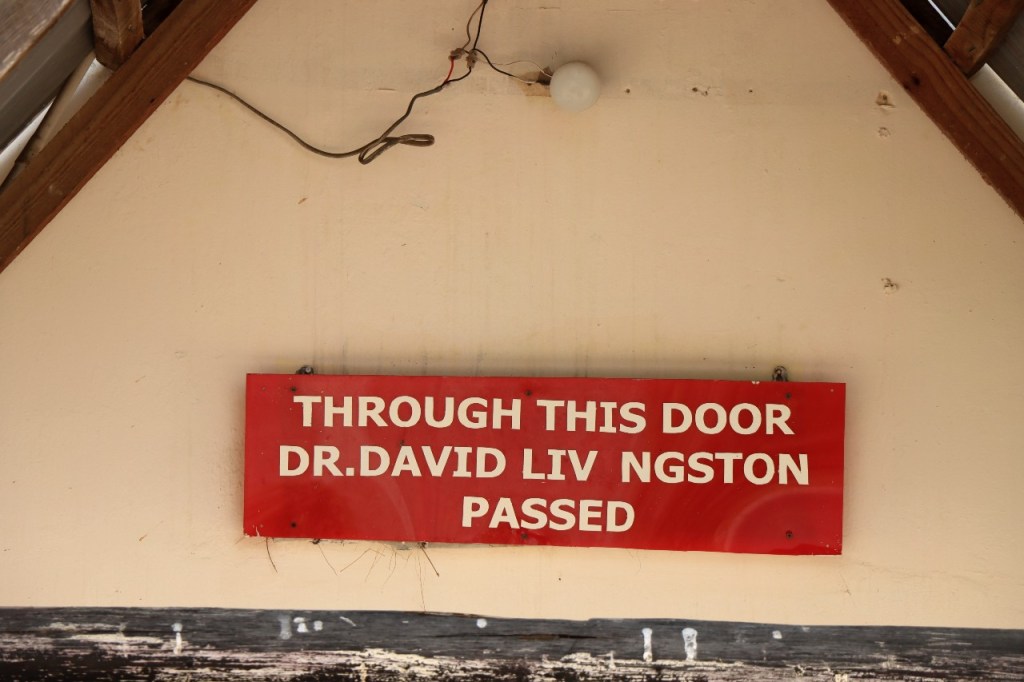 THROUGH THIS DOOR
DR.DAVID LIV NGSTON
PASSED